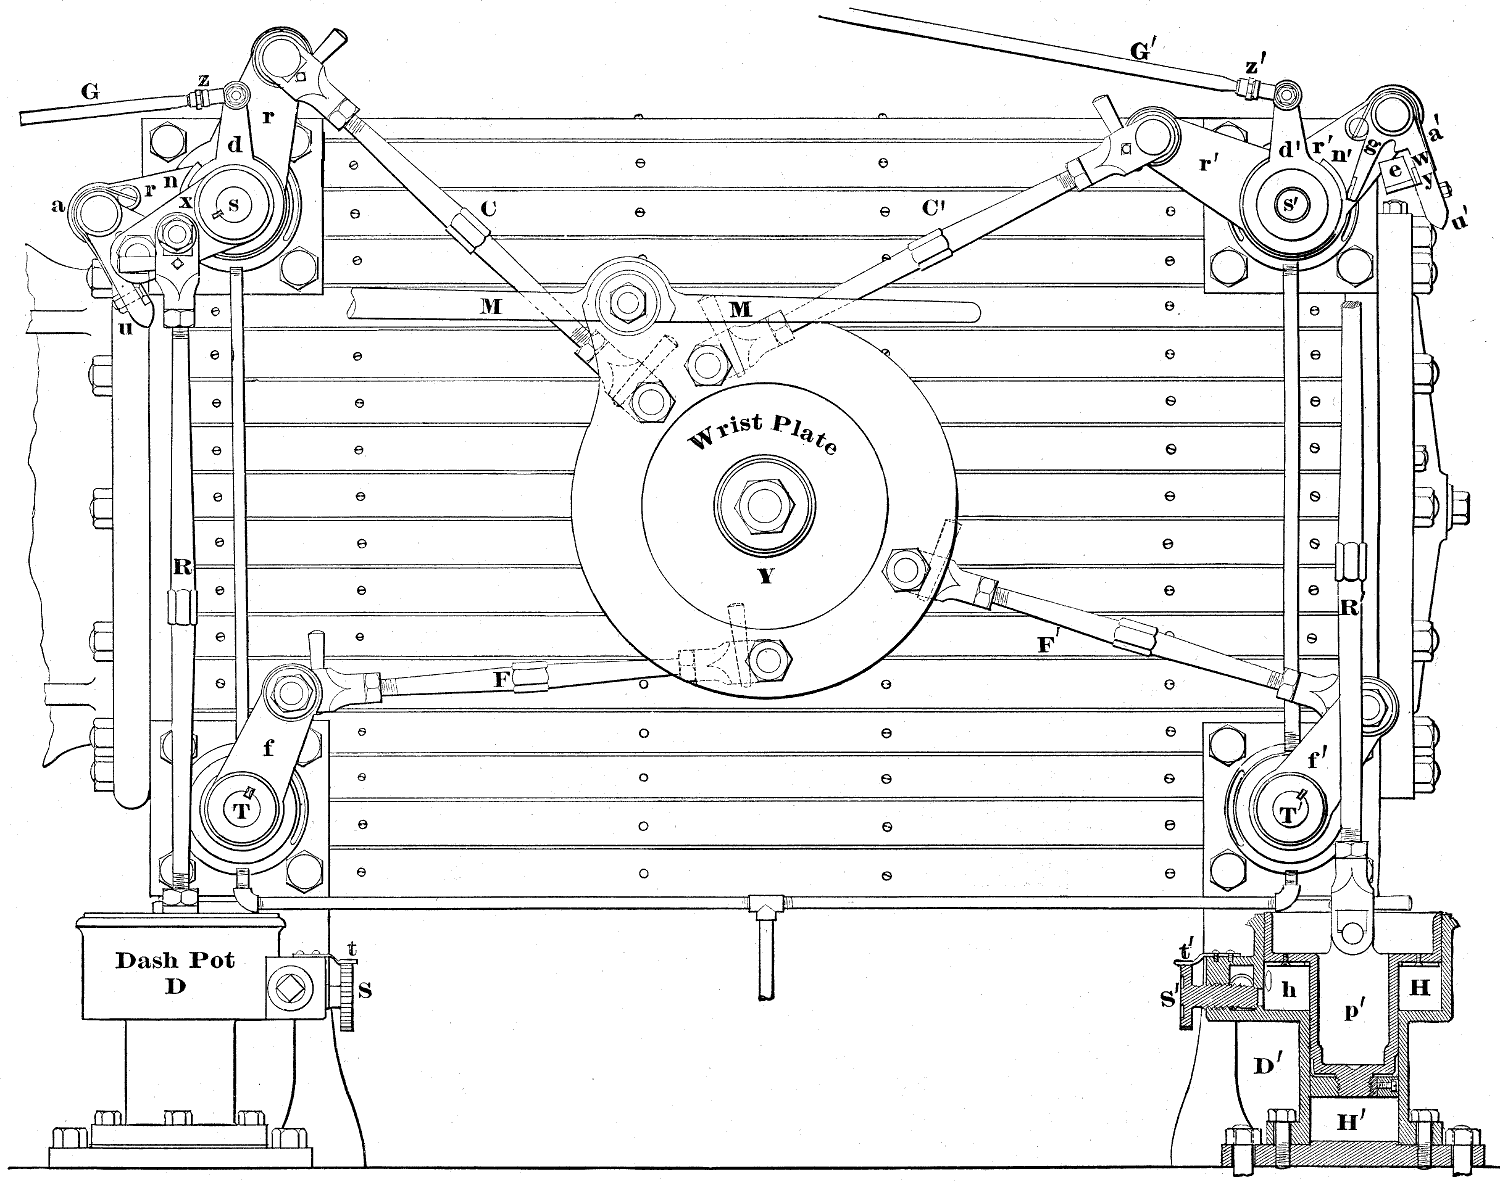 G z
r
d
r n
a x s
u
C
M M
C'
G' z'
d' r' n' g a'
r' e w
y
s' u'
Wrist Plate
Y
R
R'
F
F'
f
f'
T
T'
Dash Pot
D
t
S
t'
S' h H
p'
D'
H'